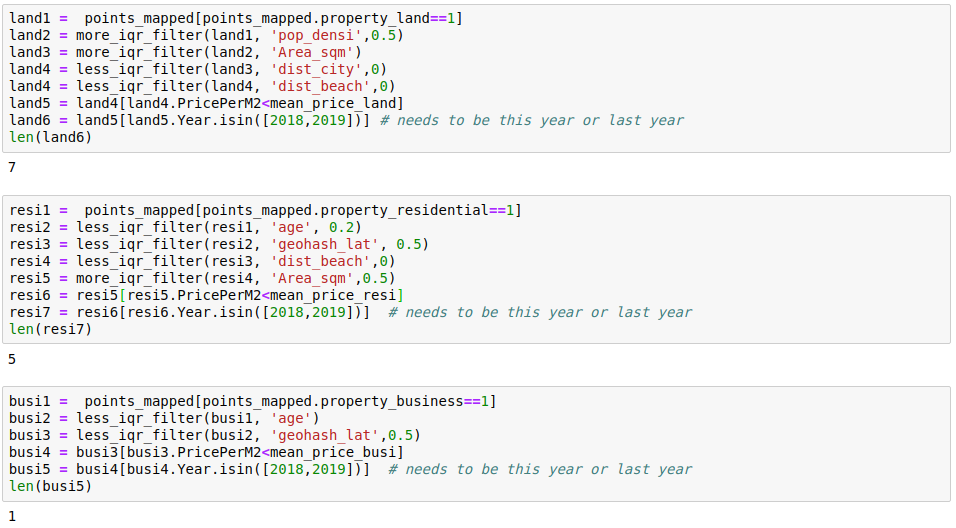 land1 =  points_mapped[points_mapped.property_land==1]
land2 = more_iqr_filter(land1, 'pop_densi',0.5)
land3 = more_iqr_filter(land2, 'Area_sqm')
land4 = less_iqr_filter(land3, 'dist_city',0)
land4 = less_iqr_filter(land4, 'dist_beach',0)
land5 = land4[land4.PricePerM2<mean_price_land]
land6 = land5[land5.Year.isin([2018,2019])] # needs to be this year or last year
len(land6)
7
resi1 =  points_mapped[points_mapped.property_residential==1]
resi2 = less_iqr_filter(resi1, 'age', 0.2)
resi3 = less_iqr_filter(resi2, 'geohash_lat', 0.5)
resi4 = less_iqr_filter(resi3, 'dist_beach',0)
resi5 = more_iqr_filter(resi4, 'Area_sqm',0.5)
resi6 = resi5[resi5.PricePerM2<mean_price_resi]
resi7 = resi6[resi6.Year.isin([2018,2019])]  # needs to be this year or last year
len(resi7)
5
busi1 =  points_mapped[points_mapped.property_business==1]
busi2 = less_iqr_filter(busi1, 'age')
busi3 = less_iqr_filter(busi2, 'geohash_lat',0.5)
busi4 = busi3[busi3.PricePerM2<mean_price_busi]
busi5 = busi4[busi4.Year.isin([2018,2019])]  # needs to be this year or last year
len(busi5)
1